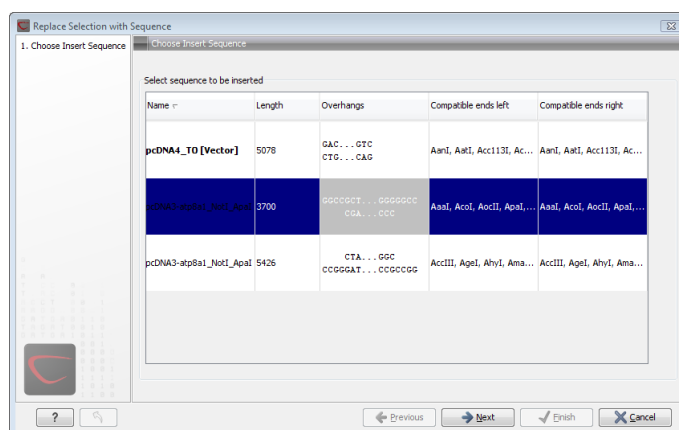 Replace Selection with Sequence
1. Choose Insert Sequence
Choose Insert Sequence
Select sequence to be inserted
Name Length Overhangs Compatible ends left Compatible ends right
GAC...GTC
pcDNA4_TO [Vector] 5078 AanI, AatI, Acc113I, Ac... AanI, AatI, Acc113I, Ac...
CTG...CAG
GGCCGCT...GGGGGCC
pcDNA3-atp8a1_NotI_ApaI 3700 AaaI, AcoI, AocII, ApaI,... AaaI, AcoI, AocII, ApaI,...
CGA...CCC
CTA...GGC
pcDNA3-atp8a1_NotI_ApaI 5426 AccIII, AgeI, AhyI, Ama... AccIII, AgeI, AhyI, Ama...
CCGGGAT...CCGCCGG
? Previous Next Finish Cancel